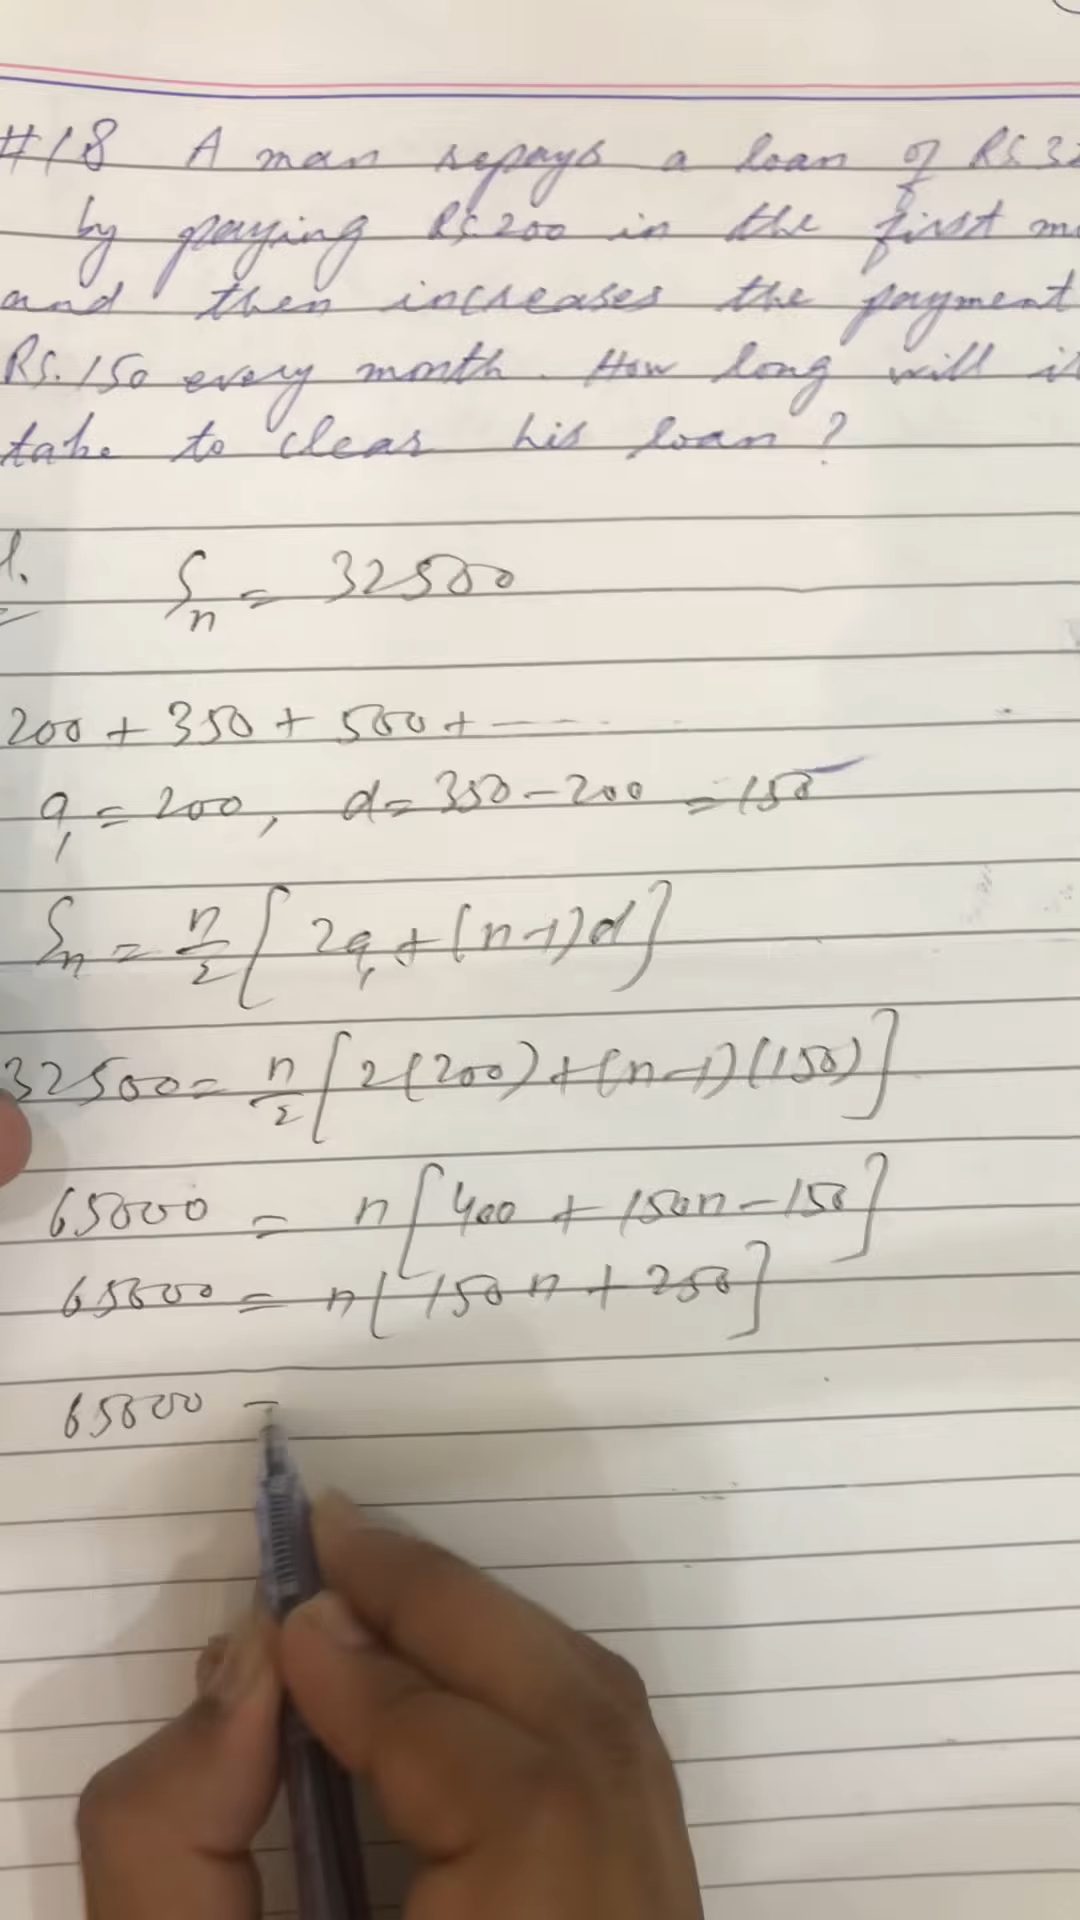 #18 A man repays a loan of RS.32
by paying RS.200 in the first mo
and then increases the payment
RS.150 every month. How long will it
take to clear his loan?
Sn = 32500
200 + 350 + 500 + ----
a1 = 200, d = 350 - 200 = 150
Sn = n/2 [2a1 + (n-1)d]
32500 = n/2 [2(200) + (n-1)(150)]
65000 = n[400 + 150n - 150]
65000 = n[150n + 250]
65000 =